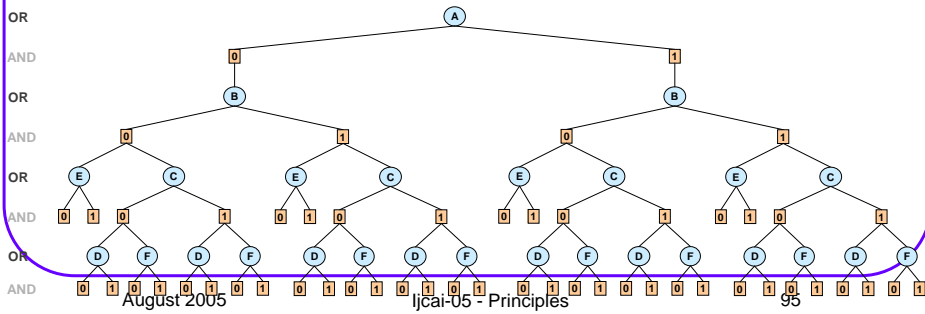 OR A
AND 0 1
OR B B
AND 0 1 0 1
OR E C E C E C E C
AND 0 1 0 1 0 1 0 1 0 1 0 1 0 1 0 1
OR D F D F D F D F D F D F D F D F
AND 0 1 0 1 0 1 0 1 0 1 0 1 0 1 0 1 0 1 0 1 0 1 0 1 0 1 0 1 0 1 0 1
August 2005 Ijcai-05 - Principles 95